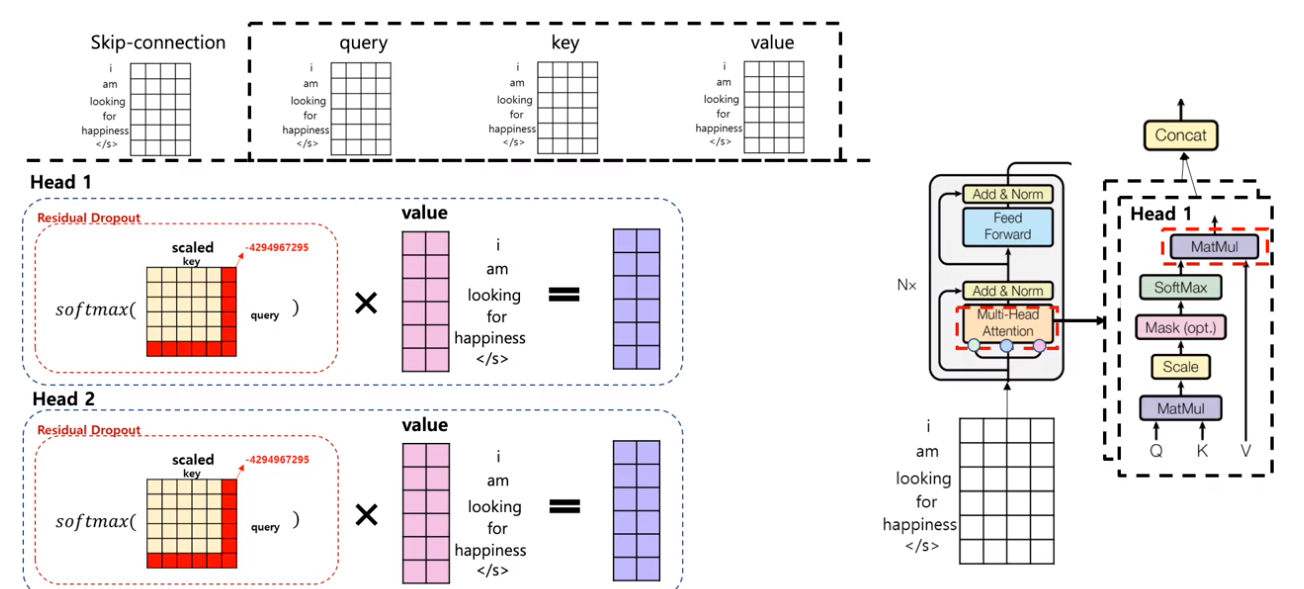 Skip-connection
i
am
looking
for
happiness
</s>
query
i
am
looking
for
happiness
</s>
key
i
am
looking
for
happiness
</s>
value
i
am
looking
for
happiness
</s>
Head 1
Residual Dropout
scaled
key
-4294967295
softmax(
query
)
×
value
i
am
looking
for
happiness
</s>
=
Head 2
Residual Dropout
scaled
key
-4294967295
softmax(
query
)
×
value
i
am
looking
for
happiness
</s>
=
N×
Add & Norm
Feed
Forward
Add & Norm
Multi-Head
Attention
i
am
looking
for
happiness
</s>
Concat
Head 1
MatMul
SoftMax
Mask (opt.)
Scale
MatMul
Q
K
V